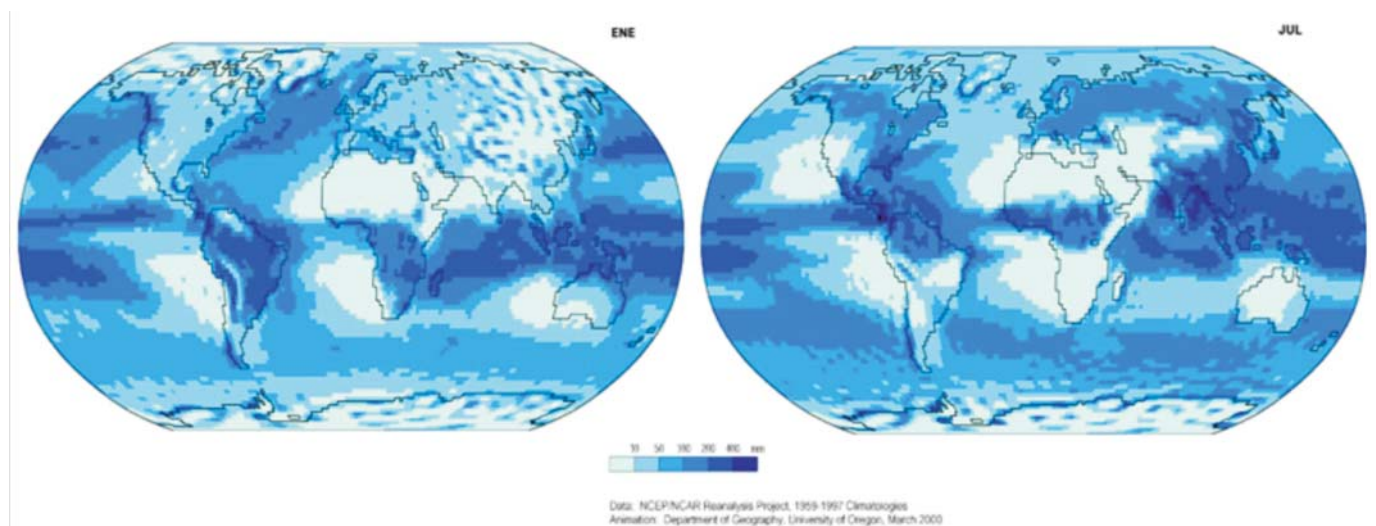 ENE
JUL
10 50 100 200 400 mm
Data: NCEP/NCAR Reanalysis Project, 1959-1997 Climatologies
Animation: Department of Geography, University of Oregon, March 2000